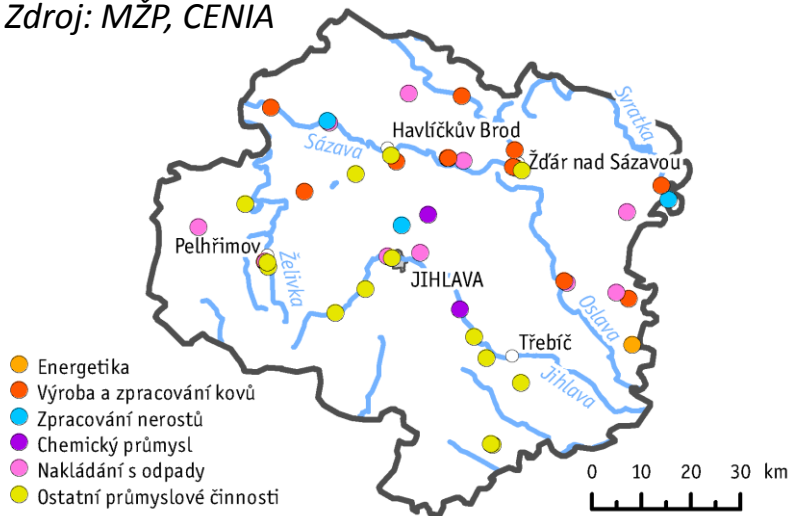 Zdroj: MŽP, CENIA
Svratka
Havlíčkův Brod
Sázava
Žďár nad Sázavou
Pelhřimov
Želivka
JIHLAVA
Oslava
Třebíč
Jihlava
Energetika
Výroba a zpracování kovů
Zpracování nerostů
Chemický průmysl
Nakládání s odpady
Ostatní průmyslové činnosti
0 10 20 30 km